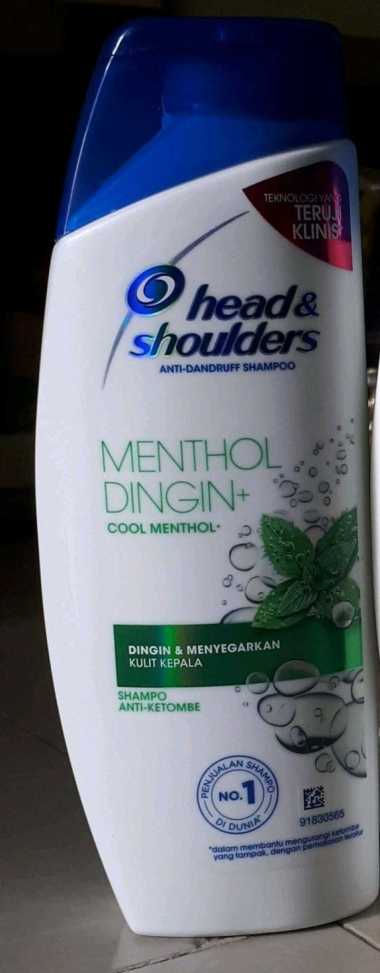 TEKNOLOGI YANG
TERUJI
KLINIS*
head&
shoulders
ANTI-DANDRUFF SHAMPOO
MENTHOL
DINGIN+
COOL MENTHOL+
DINGIN & MENYEGARKAN
KULIT KEPALA
SHAMPO
ANTI-KETOMBE
PENJUALAN SHAMPO
NO.1
DI DUNIA
91830565
*dalam membantu mengurangi ketombe
yang tampak, dengan pemakaian teratur